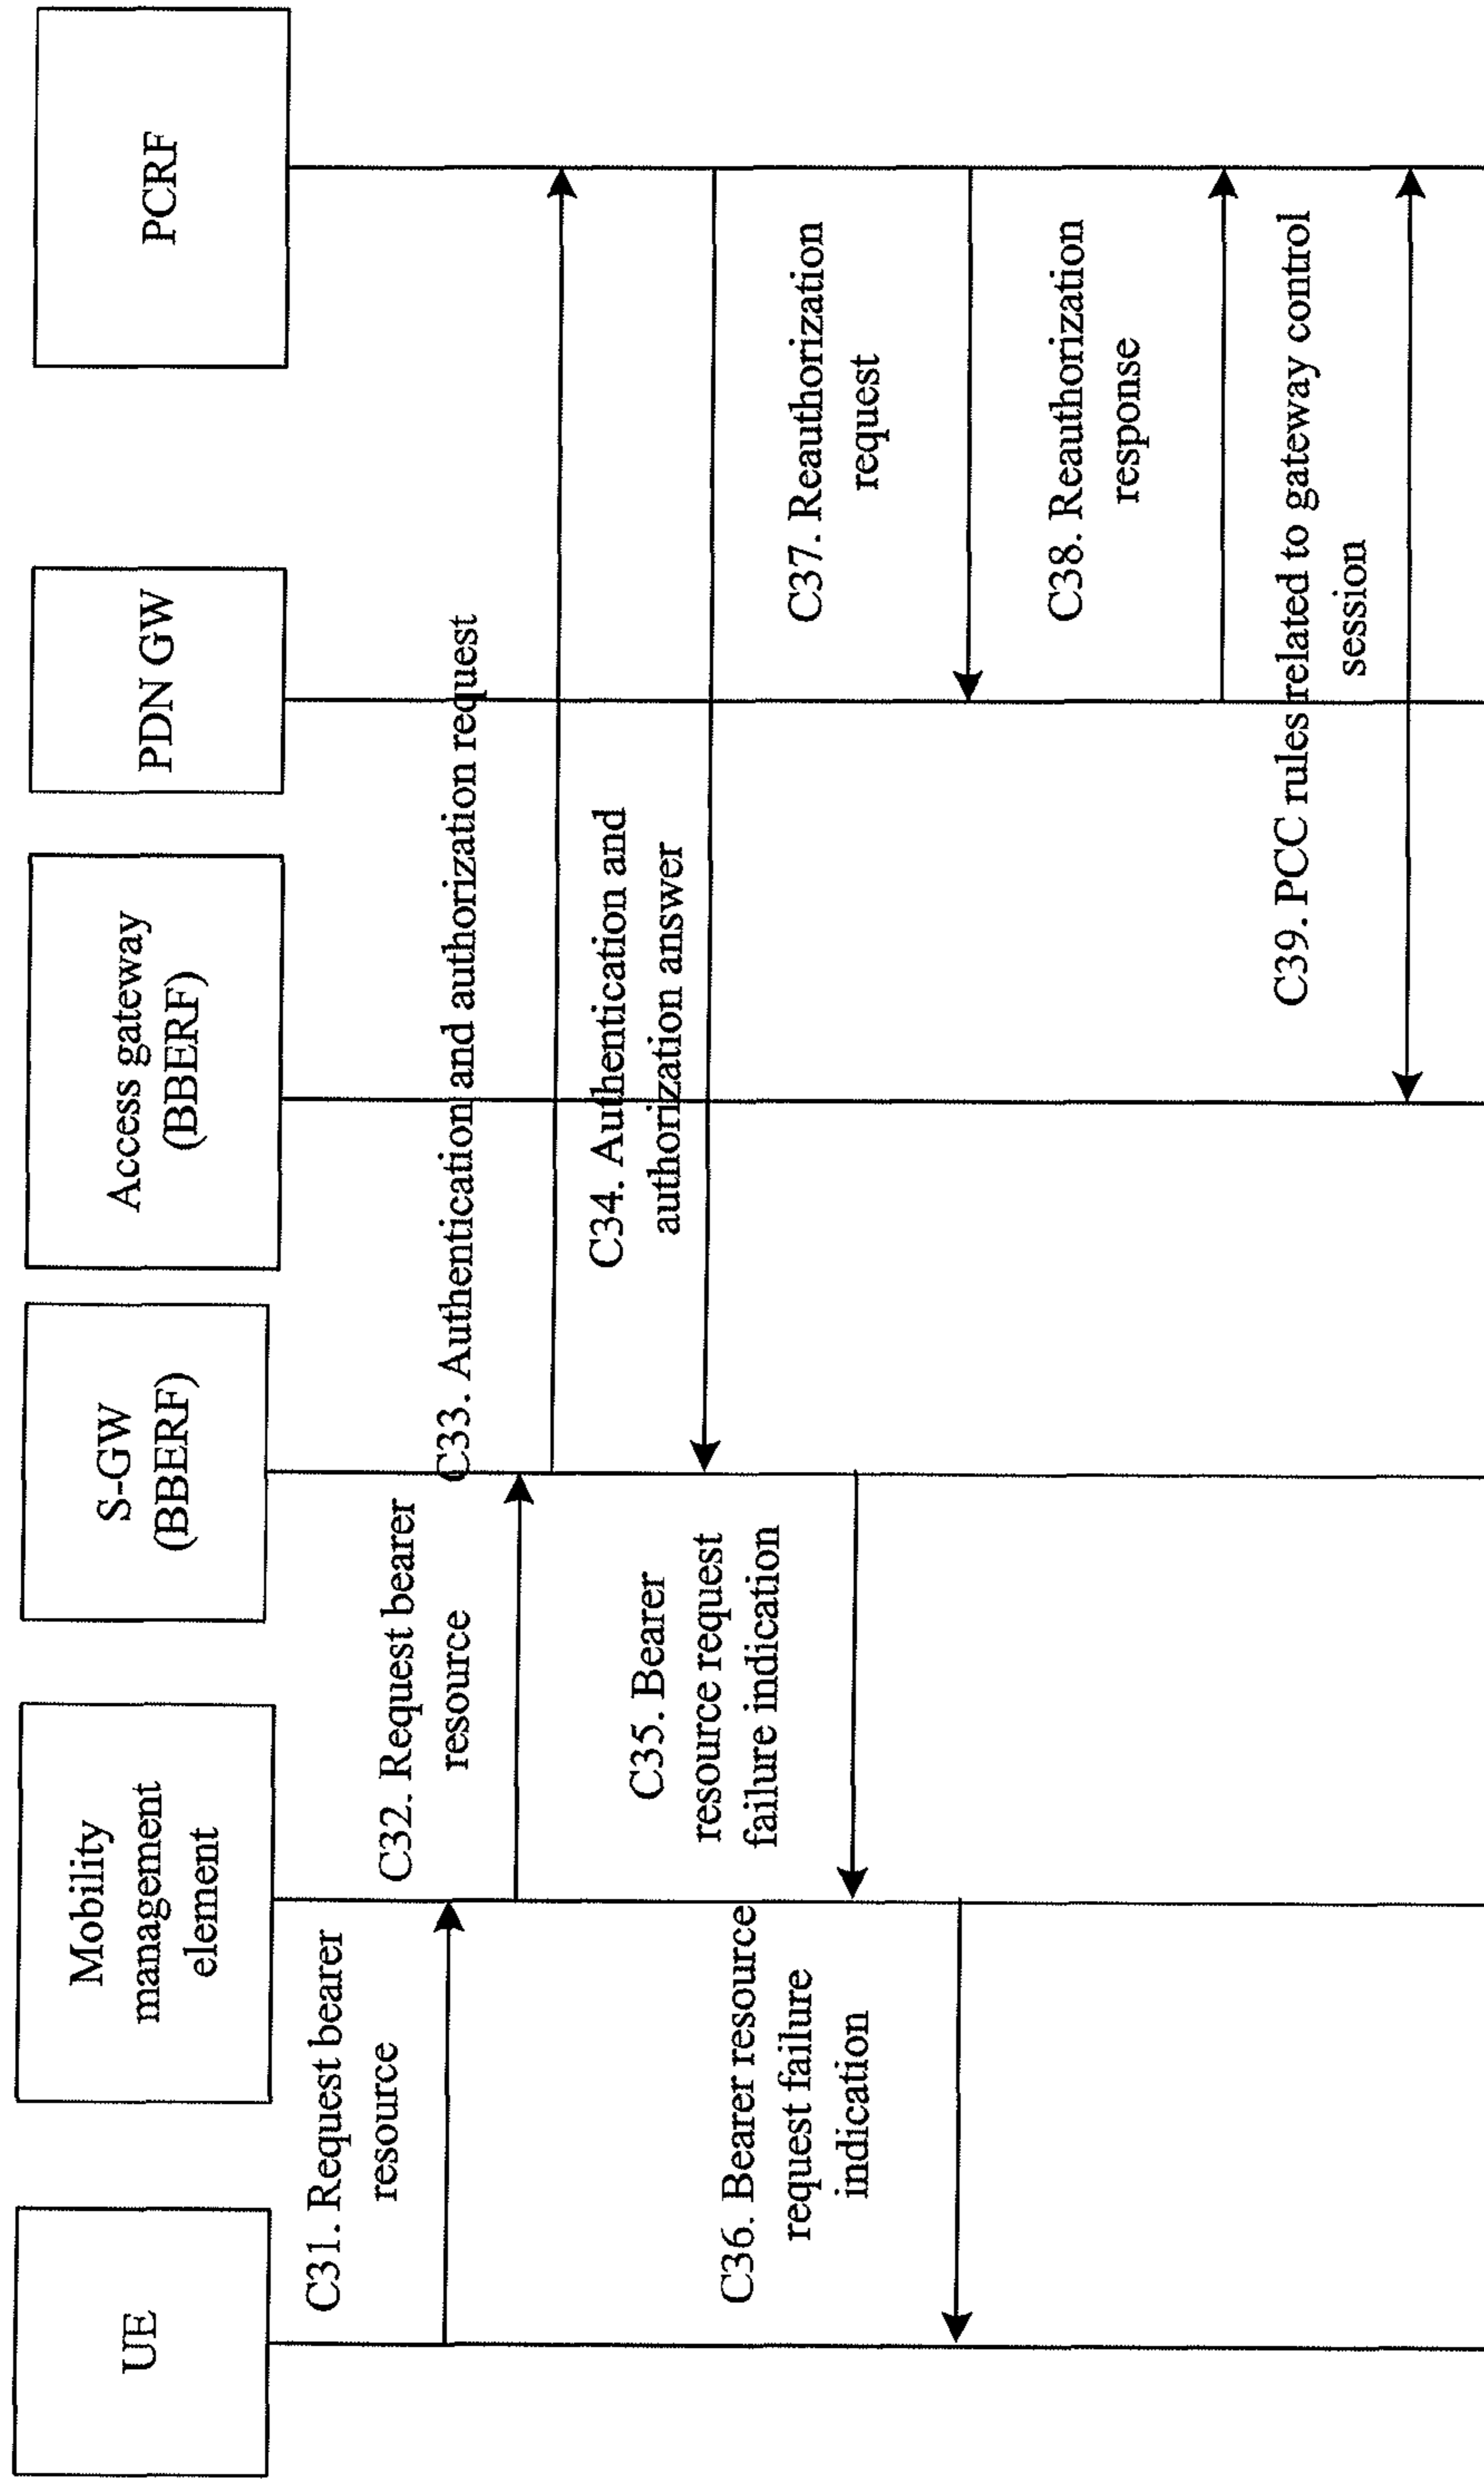 UE
Mobility
management
element
S-GW
(BBERF)
Access gateway
(BBERF)
PDN GW
PCRF
C31. Request bearer
resource
C32. Request bearer
resource
C33. Authentication and authorization request
C34. Authentication and
authorization answer
C35. Bearer
resource request
failure indication
C36. Bearer resource
request failure
indication
C37. Reauthorization
request
C38. Reauthorization
response
C39. PCC rules related to gateway control
session